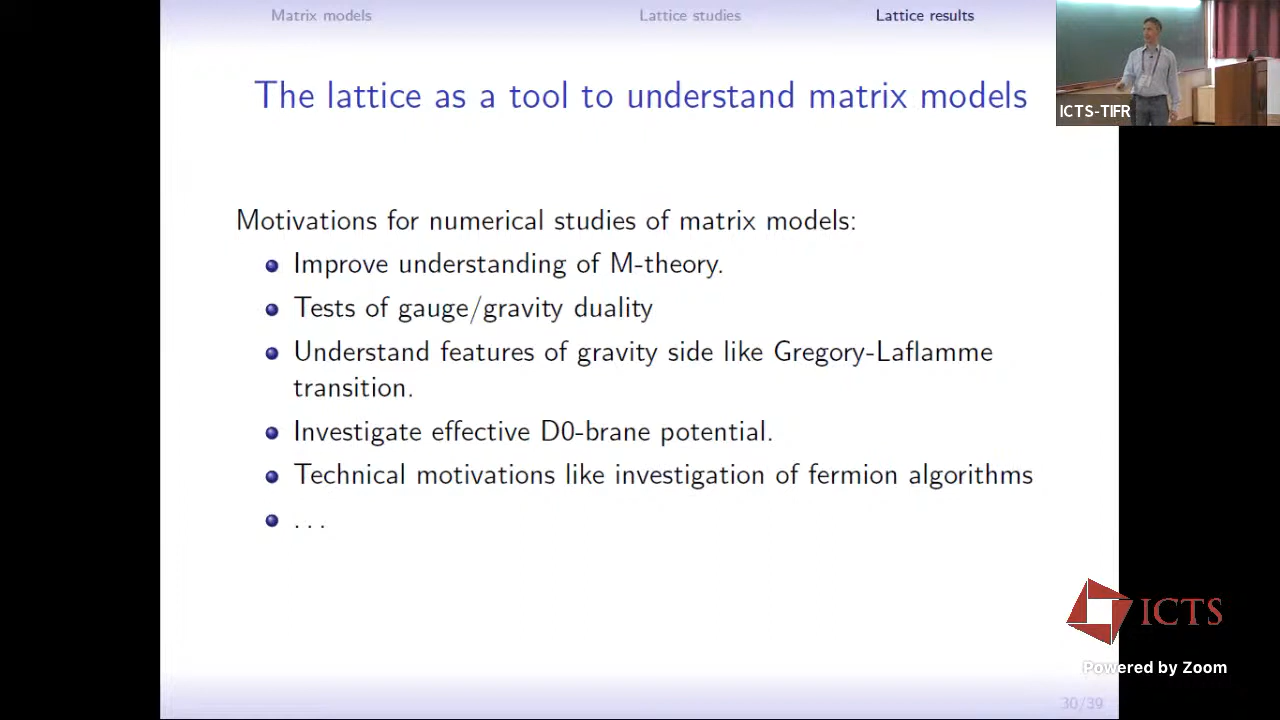 Matrix models Lattice studies Lattice results
The lattice as a tool to understand matrix models
ICTS-TIFR
Motivations for numerical studies of matrix models:
Improve understanding of M-theory.
Tests of gauge/gravity duality
Understand features of gravity side like Gregory-Laflamme
transition.
Investigate effective D0-brane potential.
Technical motivations like investigation of fermion algorithms
. . .
ICTS
Powered by Zoom
30/39